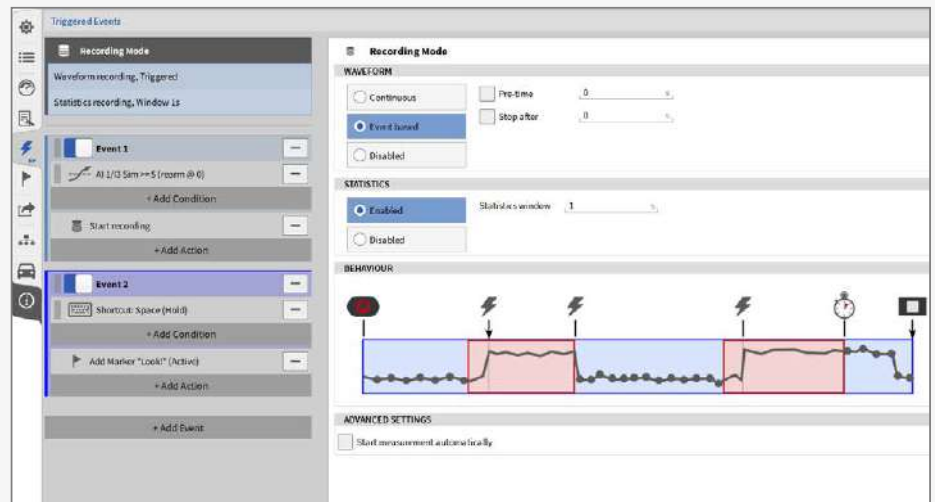 Triggered Events
Recording Mode
Waveform recording, Triggered
Statistics recording, Window 1s
Event 1
AI 1/I3 Sim >= 5 (rearm @ 0)
+ Add Condition
Start recording
+ Add Action
Event 2
Shortcut: Space (Hold)
+ Add Condition
Add Marker "Look!" (Active)
+ Add Action
+ Add Event
Recording Mode
WAVEFORM
Continuous
Event based
Disabled
Pre-time 0 s
Stop after 0 s
STATISTICS
Enabled
Disabled
Statistics window 1 s
BEHAVIOUR
ADVANCED SETTINGS
Start measurement automatically